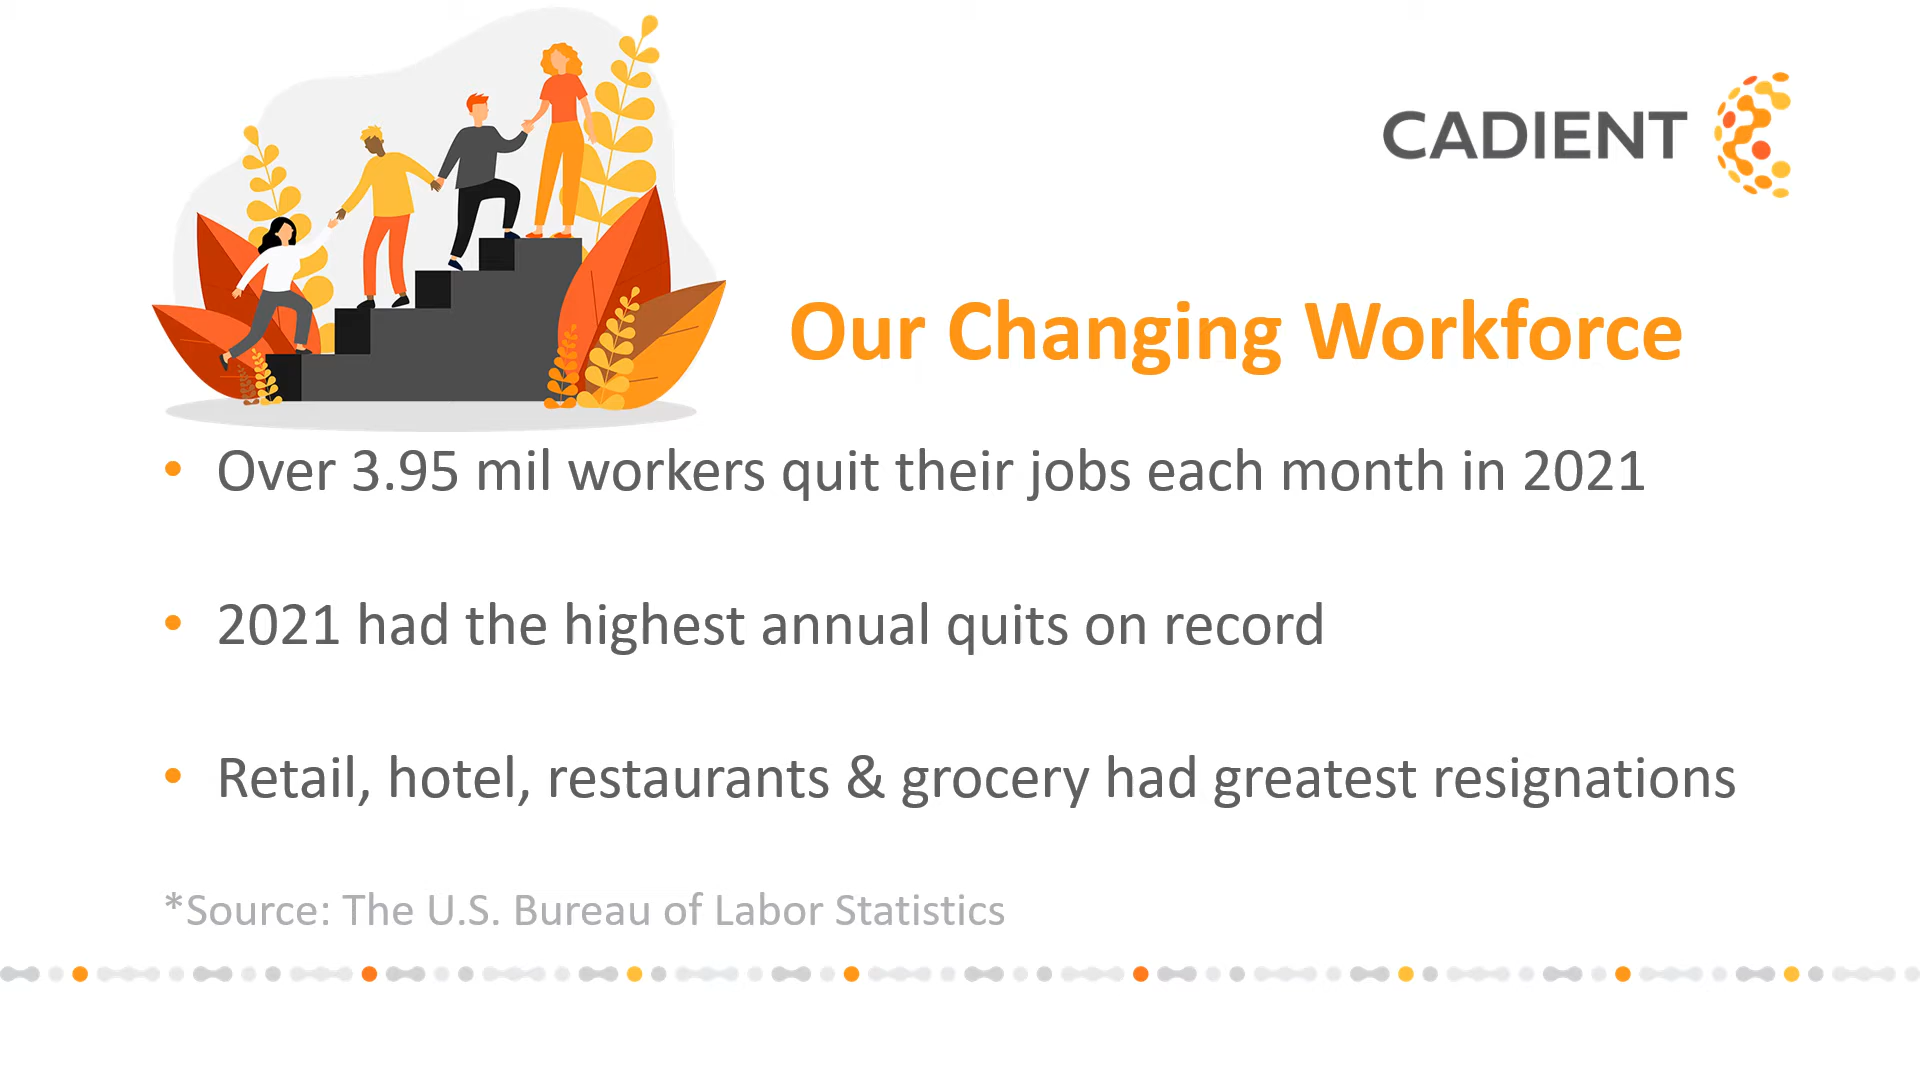 CADIENT
Our Changing Workforce
• Over 3.95 mil workers quit their jobs each month in 2021
• 2021 had the highest annual quits on record
• Retail, hotel, restaurants & grocery had greatest resignations
*Source: The U.S. Bureau of Labor Statistics